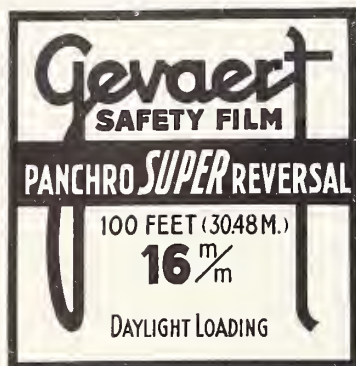 Gevaert
SAFETY FILM
PANCHRO SUPER REVERSAL
100 FEET (30.48 M.)
16 m/m
DAYLIGHT LOADING